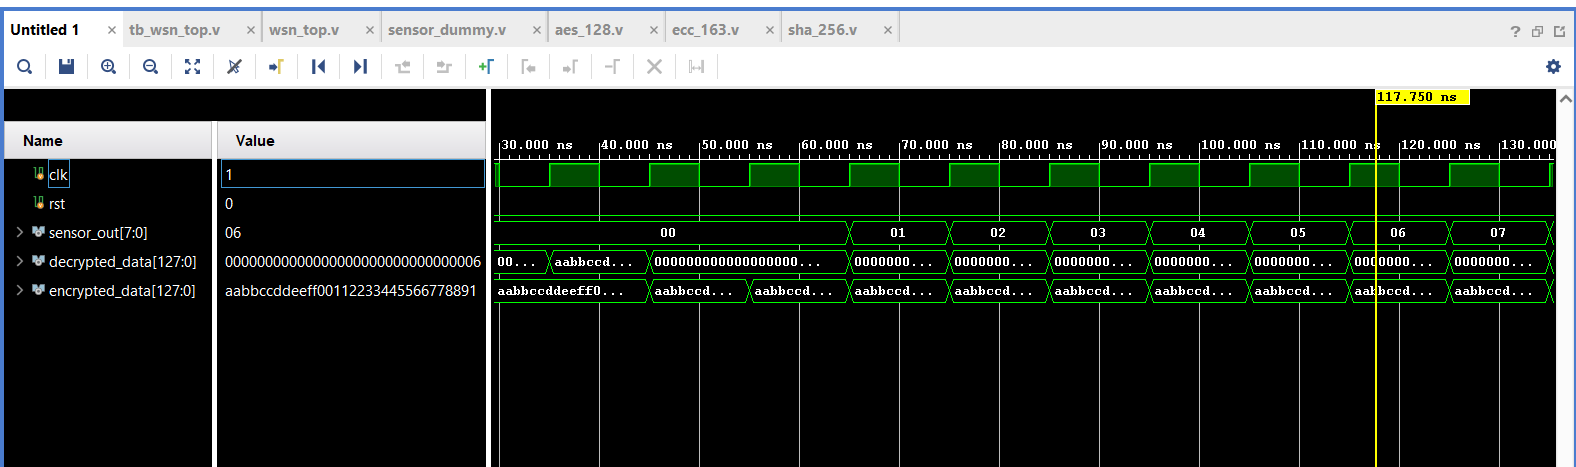 Untitled 1 × tb_wsn_top.v × wsn_top.v × sensor_dummy.v × aes_128.v × ecc_163.v × sha_256.v ×
?
117.750 ns
Name Value
30.000 ns 40.000 ns 50.000 ns 60.000 ns 70.000 ns 80.000 ns 90.000 ns 100.000 ns 110.000 ns 120.000 ns 130.000
clk 1
rst 0
sensor_out[7:0] 06 00 01 02 03 04 05 06 07
decrypted_data[127:0] 00000000000000000000000000000006 00... aabbccd... 000000000000000000... 0000000... 0000000... 0000000... 0000000... 0000000... 0000000... 0000000...
encrypted_data[127:0] aabbccddeeff00112233445566778891 aabbccddeeff0... aabbccd... aabbccd... aabbccd... aabbccd... aabbccd... aabbccd... aabbccd... aabbccd... aabbccd...